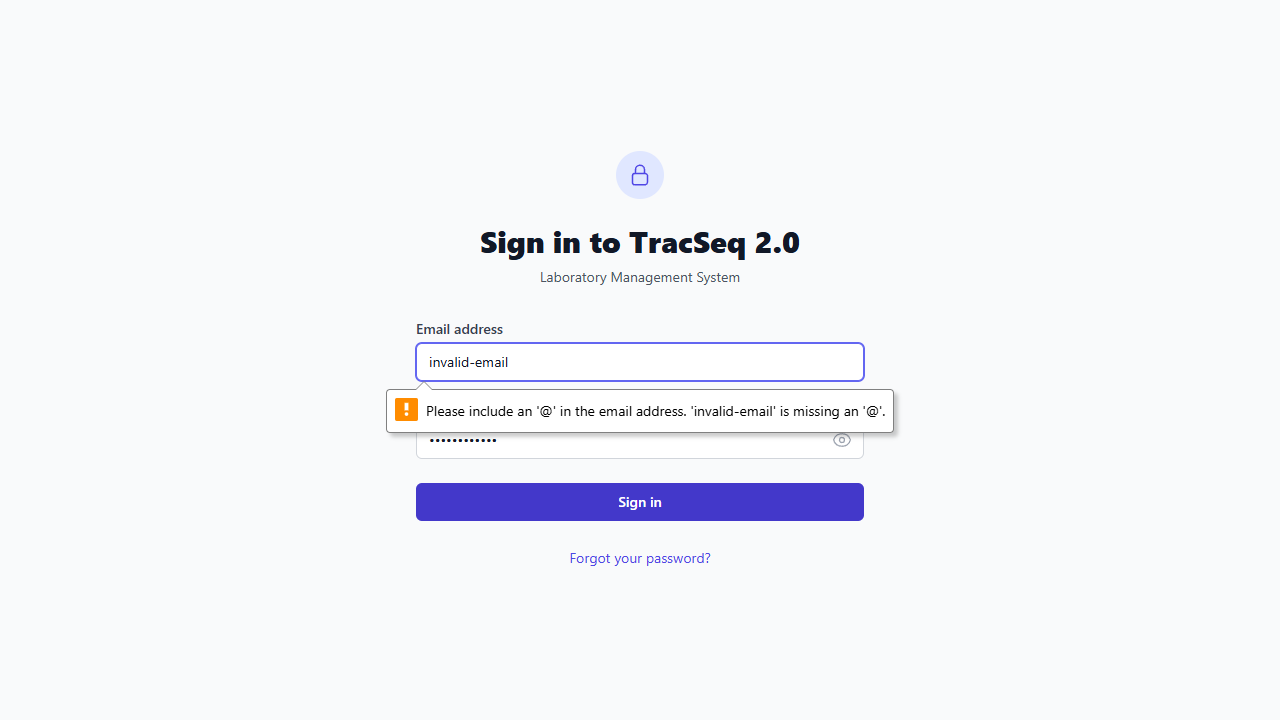 Sign in to TracSeq 2.0
Laboratory Management System
Email address
invalid-email
Please include an '@' in the email address. 'invalid-email' is missing an '@'.
••••••••••••
Sign in
Forgot your password?